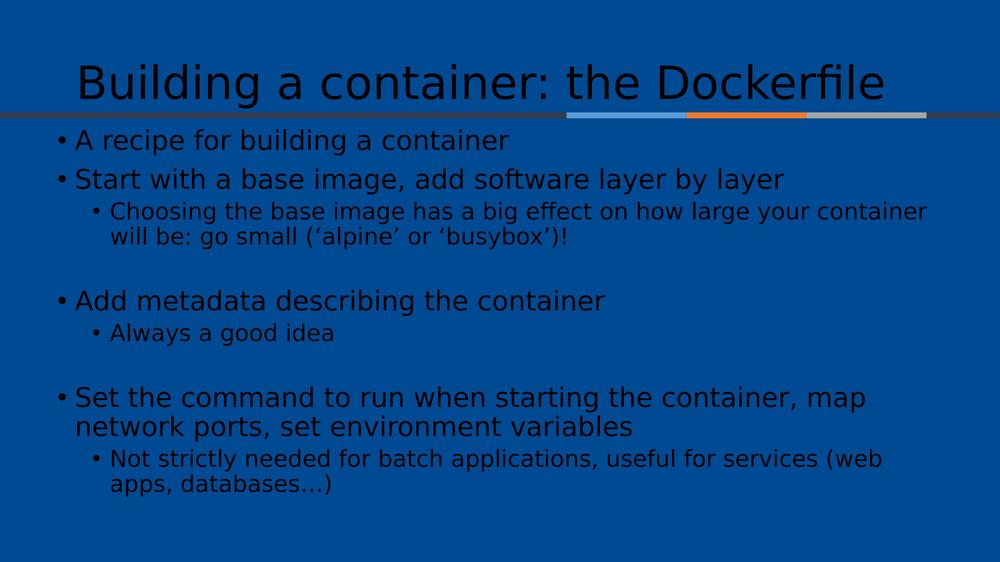 Building a container: the Dockerfile
• A recipe for building a container
• Start with a base image, add software layer by layer
• Choosing the base image has a big effect on how large your container
will be: go small (‘alpine’ or ‘busybox’)!
• Add metadata describing the container
• Always a good idea
• Set the command to run when starting the container, map
network ports, set environment variables
• Not strictly needed for batch applications, useful for services (web
apps, databases…)